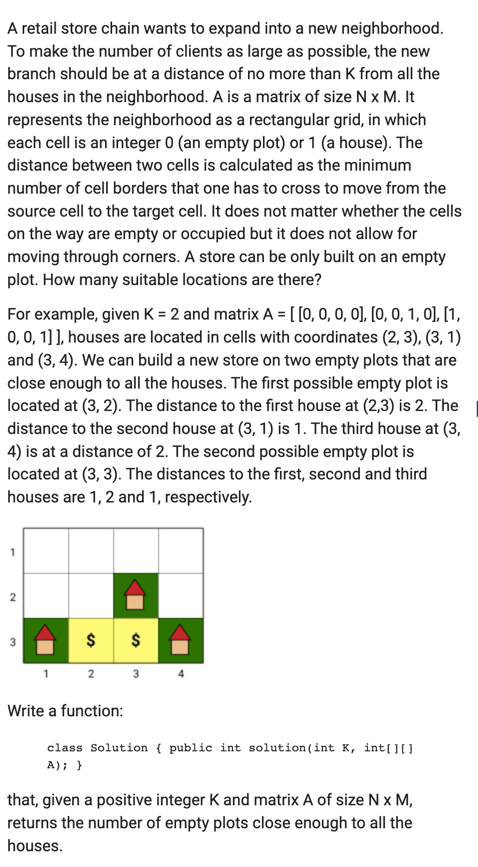 A retail store chain wants to expand into a new neighborhood.
To make the number of clients as large as possible, the new
branch should be at a distance of no more than K from all the
houses in the neighborhood. A is a matrix of size N x M. It
represents the neighborhood as a rectangular grid, in which
each cell is an integer 0 (an empty plot) or 1 (a house). The
distance between two cells is calculated as the minimum
number of cell borders that one has to cross to move from the
source cell to the target cell. It does not matter whether the cells
on the way are empty or occupied but it does not allow for
moving through corners. A store can be only built on an empty
plot. How many suitable locations are there?
For example, given K = 2 and matrix A = [ [0, 0, 0, 0], [0, 0, 1, 0], [1,
0, 0, 1] ], houses are located in cells with coordinates (2, 3), (3, 1)
and (3, 4). We can build a new store on two empty plots that are
close enough to all the houses. The first possible empty plot is
located at (3, 2). The distance to the first house at (2,3) is 2. The
distance to the second house at (3, 1) is 1. The third house at (3,
4) is at a distance of 2. The second possible empty plot is
located at (3, 3). The distances to the first, second and third
houses are 1, 2 and 1, respectively.
1
2
3 $ $
1 2 3 4
Write a function:
class Solution { public int solution(int K, int[][]
A); }
that, given a positive integer K and matrix A of size N x M,
returns the number of empty plots close enough to all the
houses.